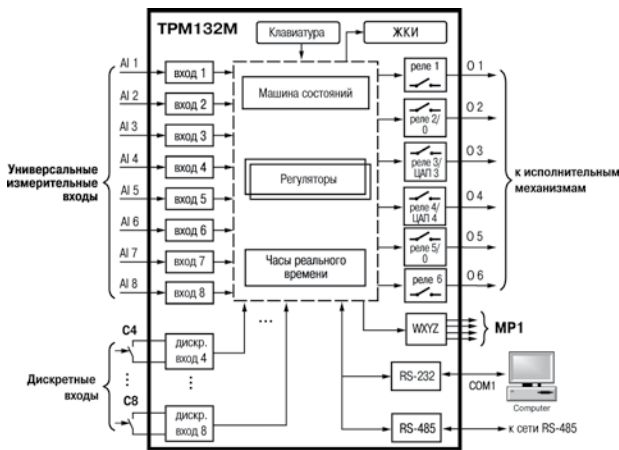 ТРМ132М
Клавиатура
ЖКИ
AI 1
вход 1
AI 2
вход 2
AI 3
вход 3
AI 4
вход 4
AI 5
вход 5
AI 6
вход 6
AI 7
вход 7
AI 8
вход 8
Универсальные
измерительные
входы
Машина состояний
Регуляторы
Часы реального
времени
реле 1
O 1
реле 2/
0
O 2
реле 3/
ЦАП 3
O 3
реле 4/
ЦАП 4
O 4
реле 5/
0
O 5
реле 6
O 6
к исполнительным
механизмам
...
C4
дискр.
вход 4
Дискретные
входы
C8
дискр.
вход 8
WXYZ
МР1
RS-232
COM1
Computer
RS-485
к сети RS-485